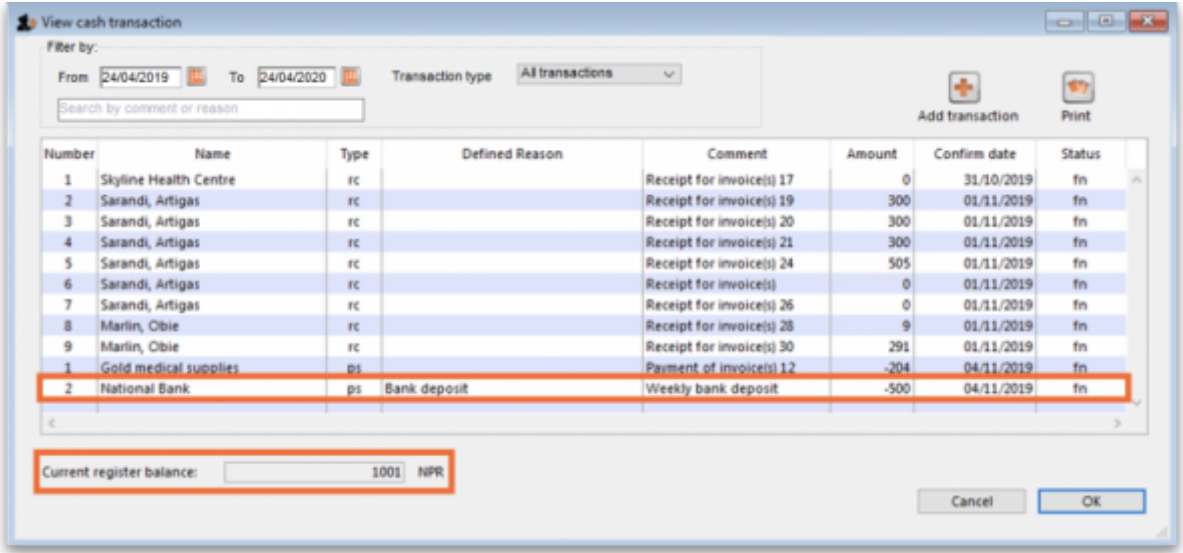 View cash transaction
Filter by:
From 24/04/2019 To 24/04/2020 Transaction type All transactions
Search by comment or reason
Add transaction Print
Number Name Type Defined Reason Comment Amount Confirm date Status
1 Skyline Health Centre rc Receipt for invoice(s) 17 0 31/10/2019 fn
2 Sarandi, Artigas rc Receipt for invoice(s) 19 300 01/11/2019 fn
3 Sarandi, Artigas rc Receipt for invoice(s) 20 300 01/11/2019 fn
4 Sarandi, Artigas rc Receipt for invoice(s) 21 300 01/11/2019 fn
5 Sarandi, Artigas rc Receipt for invoice(s) 24 505 01/11/2019 fn
6 Sarandi, Artigas rc Receipt for invoice(s) 0 01/11/2019 fn
7 Sarandi, Artigas rc Receipt for invoice(s) 26 0 01/11/2019 fn
8 Marlin, Obie rc Receipt for invoice(s) 28 9 01/11/2019 fn
9 Marlin, Obie rc Receipt for invoice(s) 30 291 01/11/2019 fn
1 Gold medical supplies ps Payment of invoice(s) 12 -204 04/11/2019 fn
2 National Bank ps Bank deposit Weekly bank deposit -500 04/11/2019 fn
Current register balance: 1001 NPR
Cancel OK